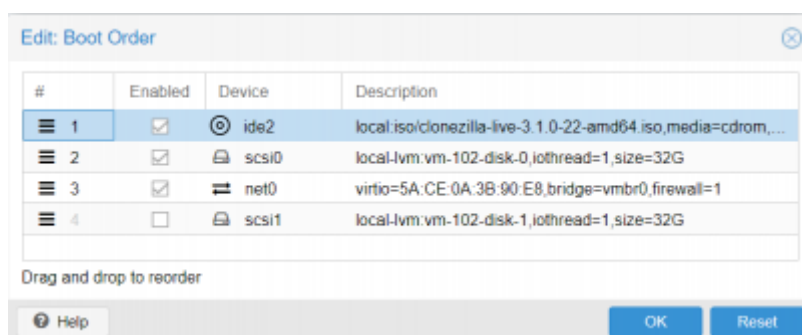 Edit: Boot Order
# Enabled Device Description
1 ide2 local:iso/clonezilla-live-3.1.0-22-amd64.iso,media=cdrom,...
2 scsi0 local-lvm:vm-102-disk-0,iothread=1,size=32G
3 net0 virtio=5A:CE:0A:3B:90:E8,bridge=vmbr0,firewall=1
4 scsi1 local-lvm:vm-102-disk-1,iothread=1,size=32G
Drag and drop to reorder
Help OK Reset